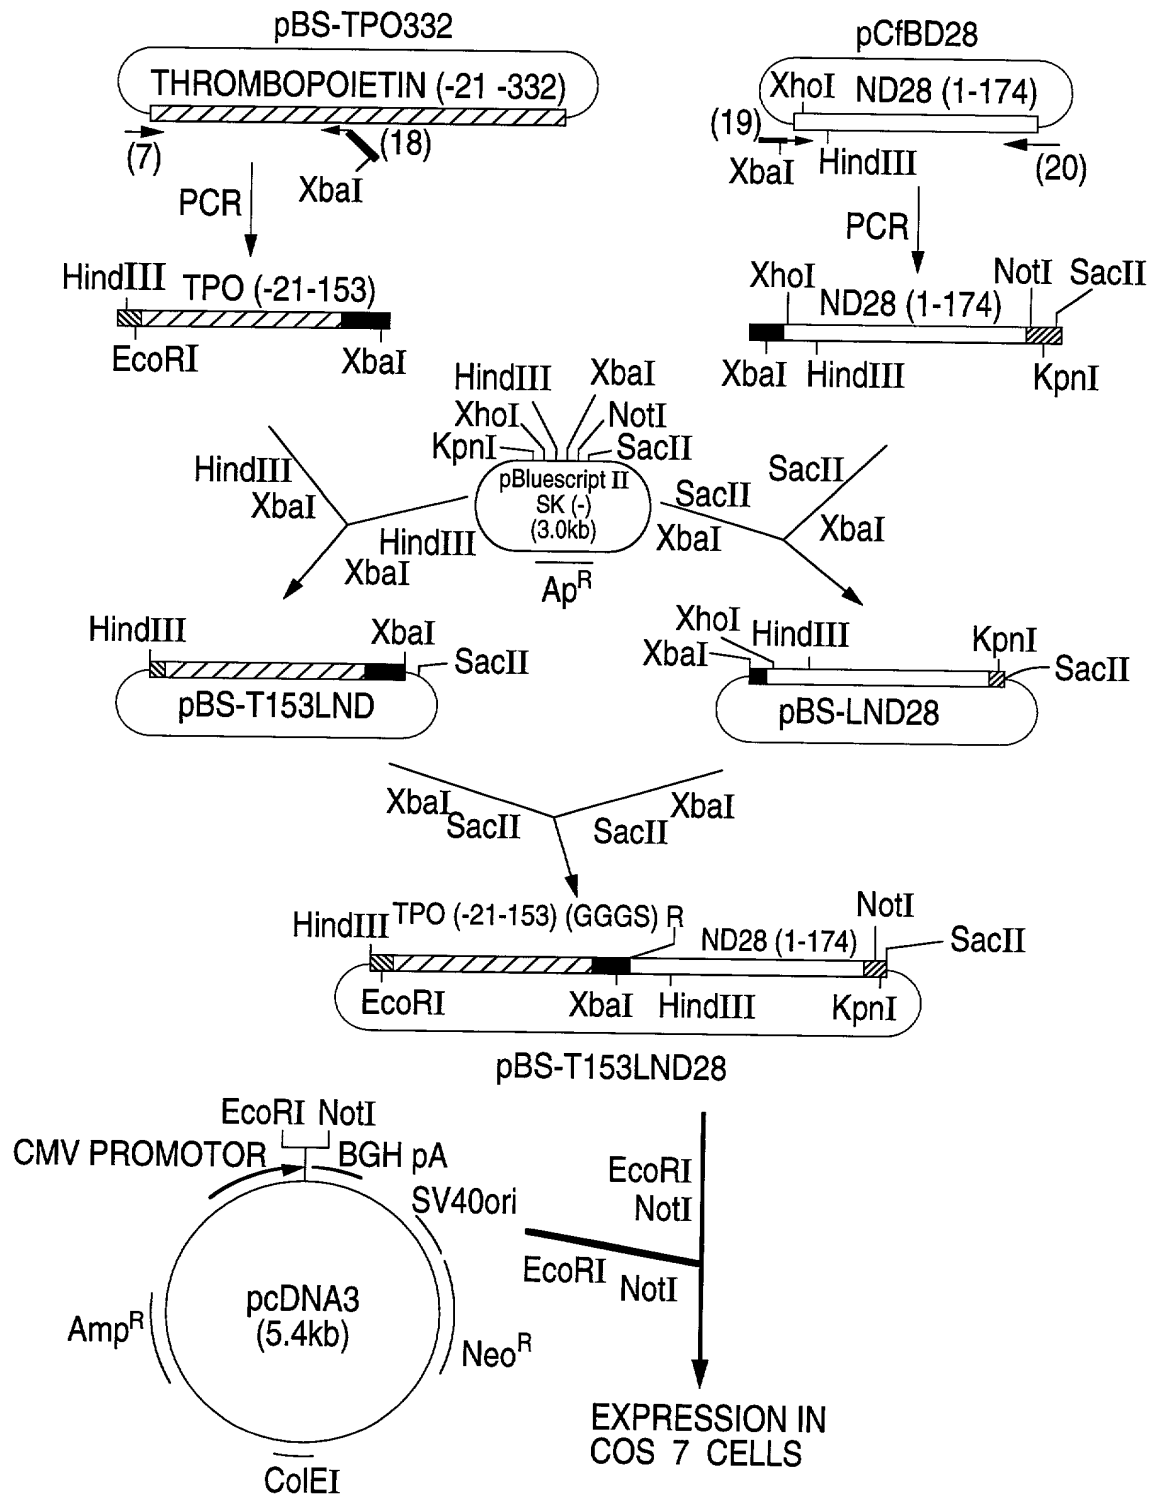 pBS-TPO332
THROMBOPOIETIN (-21 -332)
(7)
(18)
XbaI
PCR
pCfBD28
XhoI ND28 (1-174)
(19)
XbaI
HindIII
(20)
PCR
HindIII TPO (-21-153)
EcoRI
XbaI
XhoI
NotI SacII
ND28 (1-174)
XbaI HindIII
KpnI
HindIII XbaI
XhoI NotI
KpnI SacII
pBluescript II
SK (-)
(3.0kb)
Ap^R
HindIII
XbaI
HindIII
XbaI
SacII
XbaI
SacII
XbaI
HindIII
XbaI
SacII
pBS-T153LND
XhoI HindIII
XbaI
KpnI
SacII
pBS-LND28
XbaI
SacII
XbaI
SacII
HindIII TPO (-21-153) (GGGS) R
ND28 (1-174)
NotI
SacII
EcoRI
XbaI
HindIII
KpnI
pBS-T153LND28
EcoRI NotI
CMV PROMOTOR
BGH pA
SV40ori
pcDNA3
(5.4kb)
Amp^R
Neo^R
ColEI
EcoRI
NotI
EcoRI
NotI
EXPRESSION IN
COS 7 CELLS